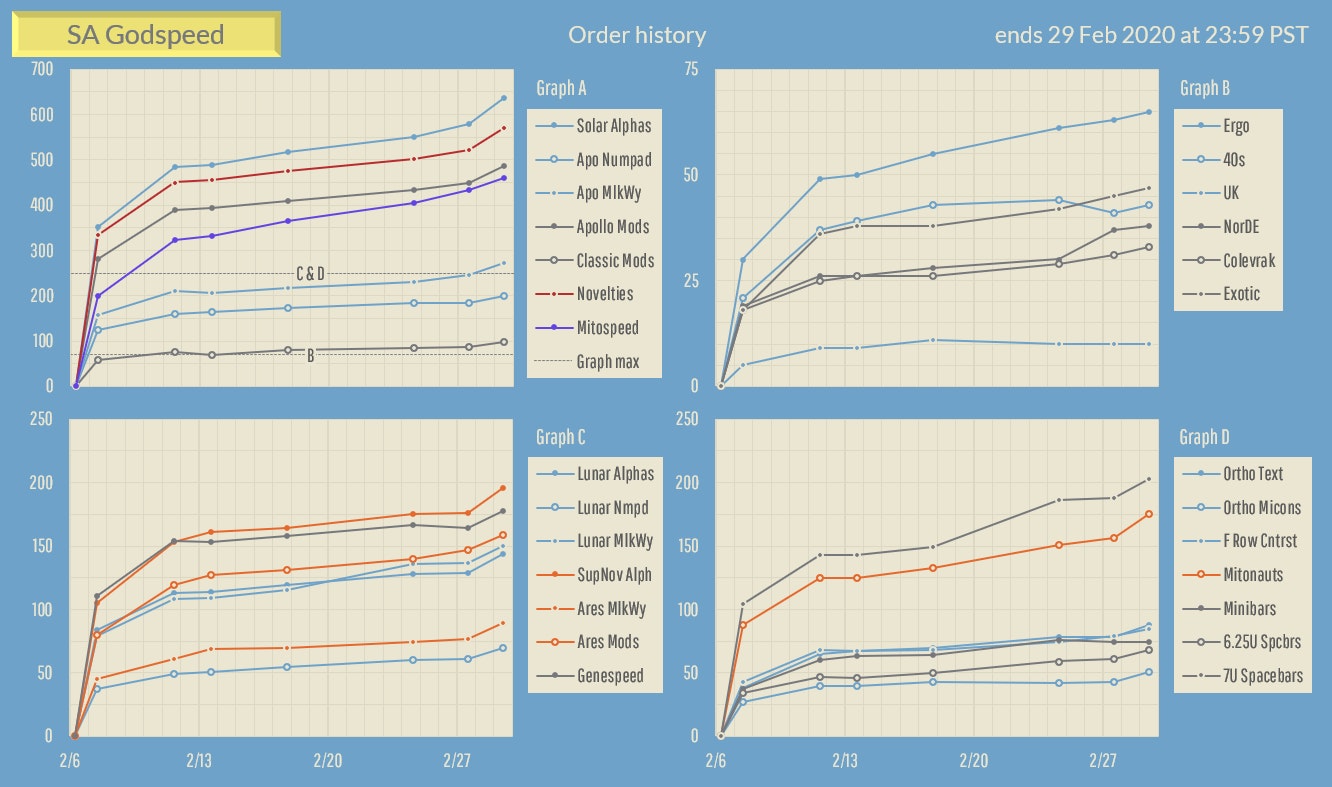 SA Godspeed
Order history
ends 29 Feb 2020 at 23:59 PST
Graph A
700
600
500
400
300
200
100
0
C & D
B
Solar Alphas
Apo Numpad
Apo MlkWy
Apollo Mods
Classic Mods
Novelties
Mitospeed
Graph max
Graph B
75
50
25
0
Ergo
40s
UK
NorDE
Colevrak
Exotic
Graph C
250
200
150
100
50
0
2/6
2/13
2/20
2/27
Lunar Alphas
Lunar Nmpd
Lunar MlkWy
SupNov Alph
Ares MlkWy
Ares Mods
Genespeed
Graph D
250
200
150
100
50
0
2/6
2/13
2/20
2/27
Ortho Text
Ortho Micons
F Row Cntrst
Mitonauts
Minibars
6.25U Spcbrs
7U Spacebars